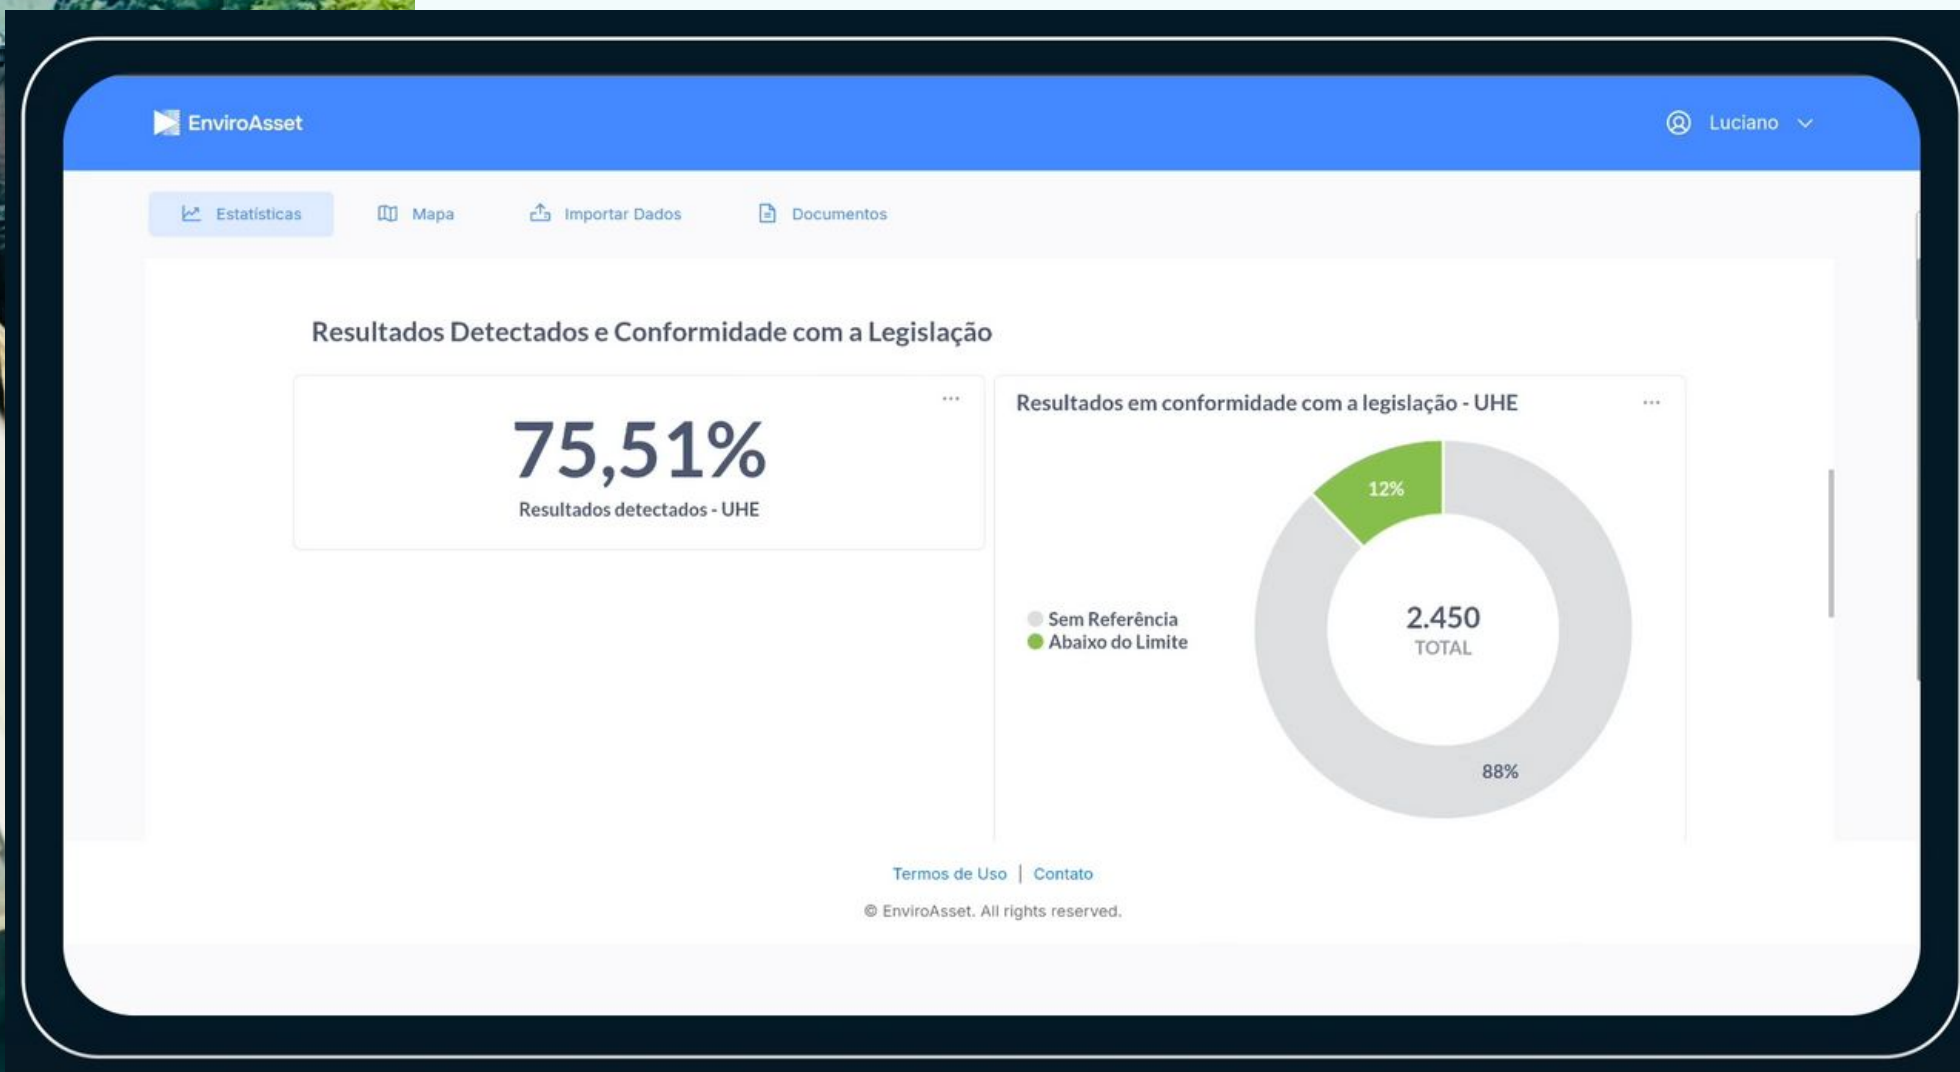 EnviroAsset
Luciano
Estatísticas
Mapa
Importar Dados
Documentos
Resultados Detectados e Conformidade com a Legislação
75,51%
Resultados detectados - UHE
Resultados em conformidade com a legislação - UHE
12%
Sem Referência
Abaixo do Limite
2.450
TOTAL
88%
Termos de Uso | Contato
© EnviroAsset. All rights reserved.